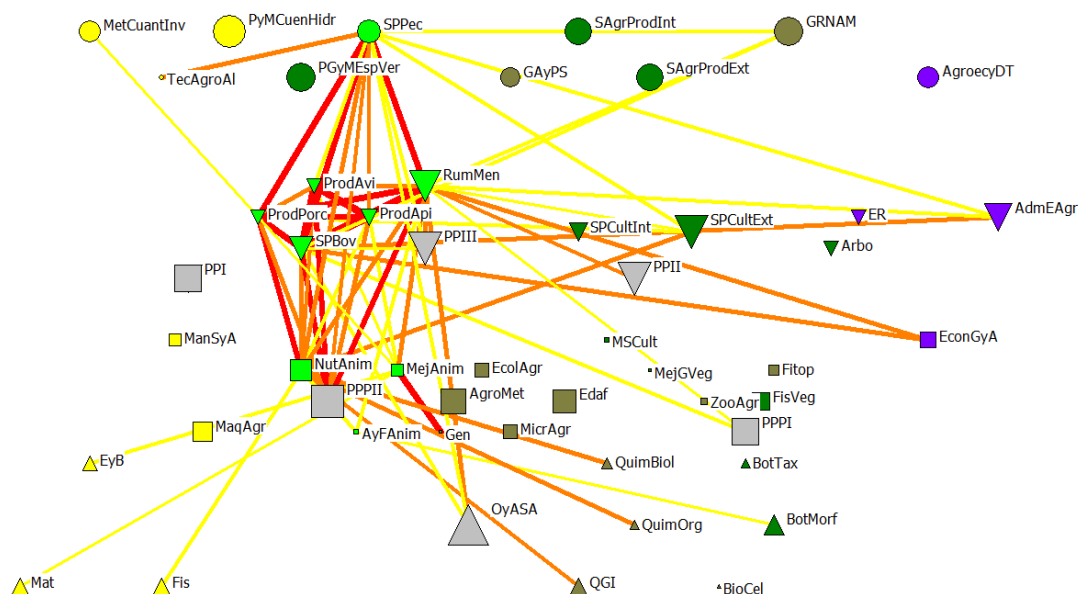 MetCuantInv
PyMCuenHidr
SPPec
SAgrProdInt
GRNAM
TecAgroAl
PGyMEspVer
GAyPS
SAgrProdExt
AgroecyDT
ProdAvi
RumMen
ProdPorc
ProdApi
SPBov
PPIII
SPCultInt
SPCultExt
ER
AdmEAgr
Arbo
PPI
PPII
ManSyA
MSCult
EconGyA
NutAnim
MejAnim
EcolAgr
MejGVeg
Fitop
PPPII
AgroMet
Edaf
ZooAgr
FisVeg
MaqAgr
AyFAnim
Gen
MicrAgr
PPPI
EyB
QuimBiol
BotTax
OyASA
QuimOrg
BotMorf
Mat
Fis
QGI
BioCel